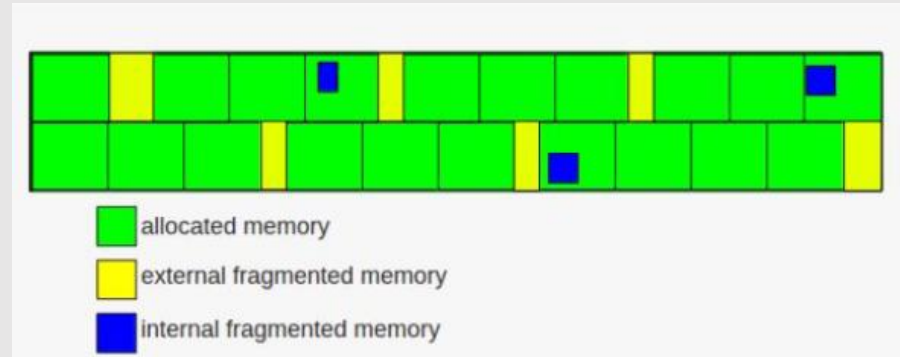 allocated memory
external fragmented memory
internal fragmented memory